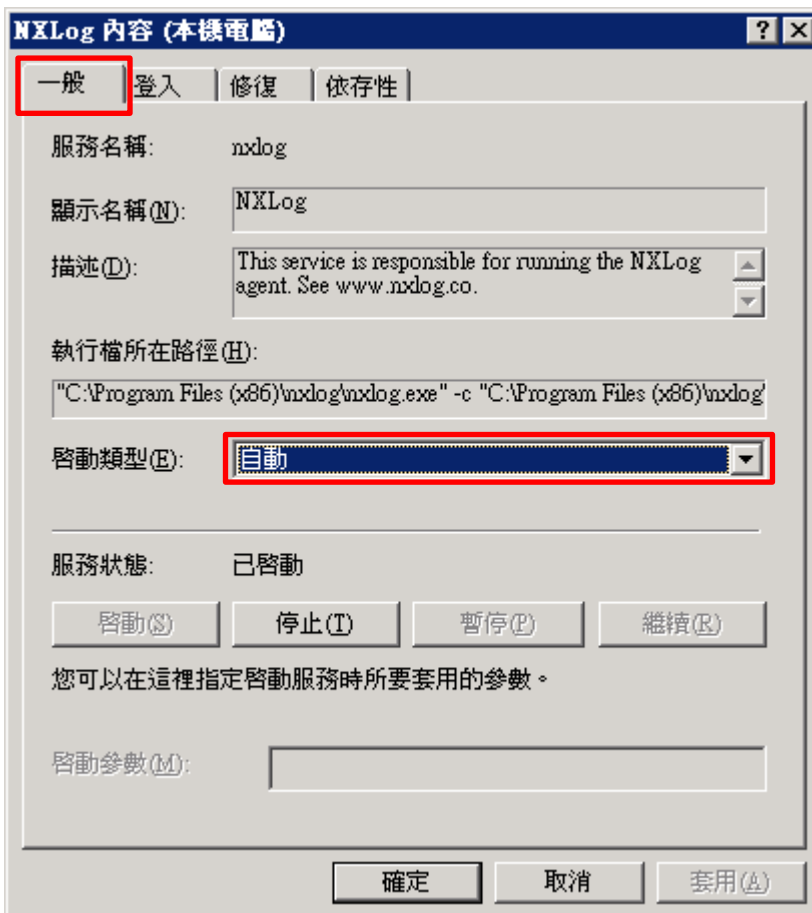 NXLog 內容 (本機電腦)
一般 登入 修復 依存性
服務名稱: nxlog
顯示名稱(N): NXLog
描述(D): This service is responsible for running the NXLog
agent. See www.nxlog.co.
執行檔所在路徑(H):
"C:\Program Files (x86)\nxlog\nxlog.exe" -c "C:\Program Files (x86)\nxlog\
啓動類型(E): 自動
服務狀態: 已啓動
啓動(S) 停止(T) 暫停(P) 繼續(R)
您可以在這裡指定啓動服務時所要套用的參數。
啓動參數(M):
確定 取消 套用(A)